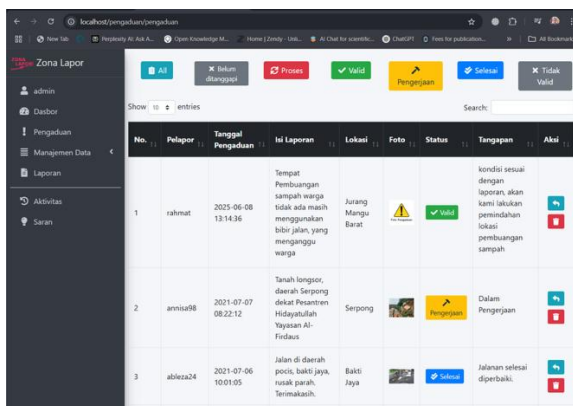 localhost/pengaduan/pengaduan
New Tab
Perplexity AI: Ask A...
Open Knowledge M...
Home | Zendy - Unli...
AI Chat for scientific...
ChatGPT
Fees for publication...
»
All Bookmarks
Zona Lapor
admin
Dasbor
Pengaduan
Manajemen Data
Laporan
Aktivitas
Saran
All
Belum
ditanggapi
Proses
Valid
Pengerjaan
Selesai
Tidak
Valid
Show 10 entries
Search:
No. Pelapor Tanggal
Pengaduan Isi Laporan Lokasi Foto Status Tangapan Aksi
1
rahmat
2025-06-08
13:14:36
Tempat
Pembuangan
sampah warga
tidak ada masih
menggunakan
bibir jalan, yang
menganggu
warga
Jurang
Mangu
Barat
Valid
kondisi sesuai
dengan
laporan, akan
kami lakukan
pemindahan
lokasi
pembuangan
sampah
2
annisa98
2021-07-07
08:22:12
Tanah longsor,
daerah Serpong
dekat Pesantren
Hidayatullah
Yayasan Al-
Firdaus
Serpong
Pengerjaan
Dalam
Pengerjaan
3
ableza24
2021-07-06
10:01:05
Jalan di daerah
pocis, bakti jaya,
rusak parah.
Terimakasih.
Bakti
Jaya
Selesai
Jalanan selesai
diperbaiki.